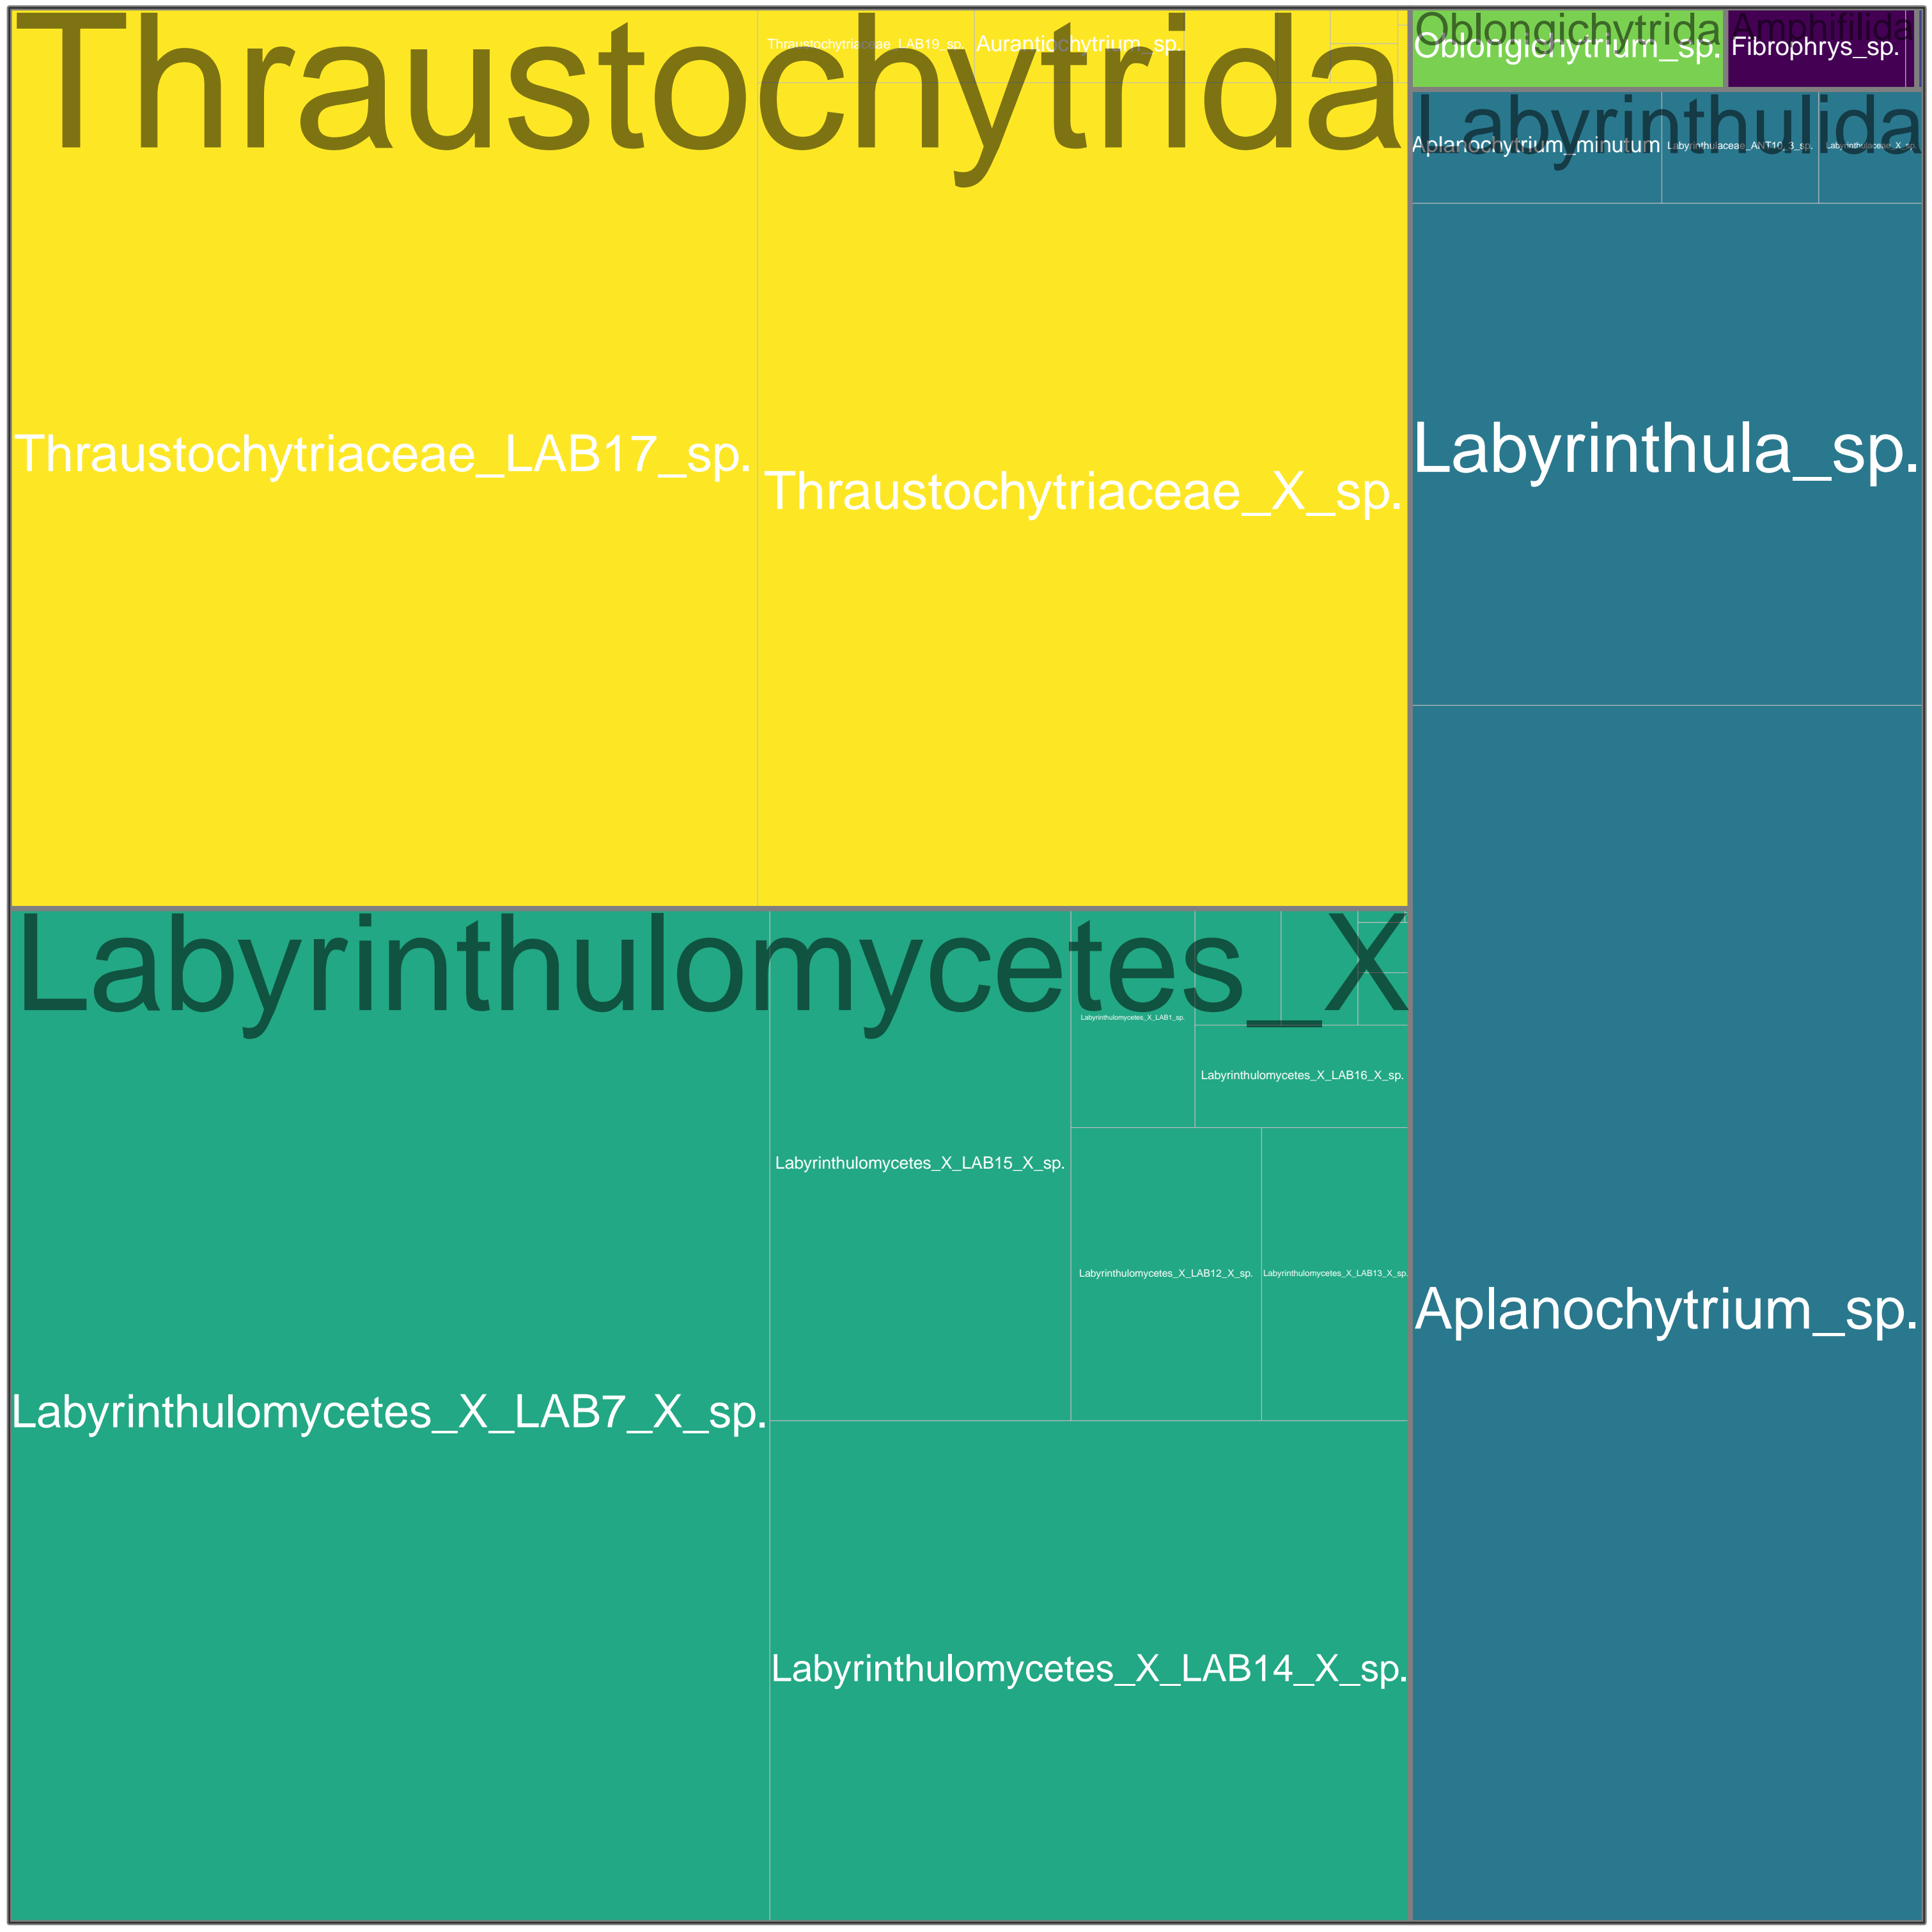 Thraustochytrida
Thraustochytriaceae_LAB19_sp.
Aurantiochytrium_sp.
Thraustochytriaceae_LAB17_sp.
Thraustochytriaceae_X_sp.
Oblongichytrida
Oblongichytrium_sp.
Amphifilida
Fibrophrys_sp.
Labyrinthulida
Aplanochytrium_minutum
Labyrinthulaceae_ANT10_3_sp.
Labyrinthulaceae_X_sp.
Labyrinthula_sp.
Aplanochytrium_sp.
Labyrinthulomycetes_X
Labyrinthulomycetes_X_LAB1_sp.
Labyrinthulomycetes_X_LAB16_X_sp.
Labyrinthulomycetes_X_LAB15_X_sp.
Labyrinthulomycetes_X_LAB12_X_sp.
Labyrinthulomycetes_X_LAB13_X_sp.
Labyrinthulomycetes_X_LAB7_X_sp.
Labyrinthulomycetes_X_LAB14_X_sp.